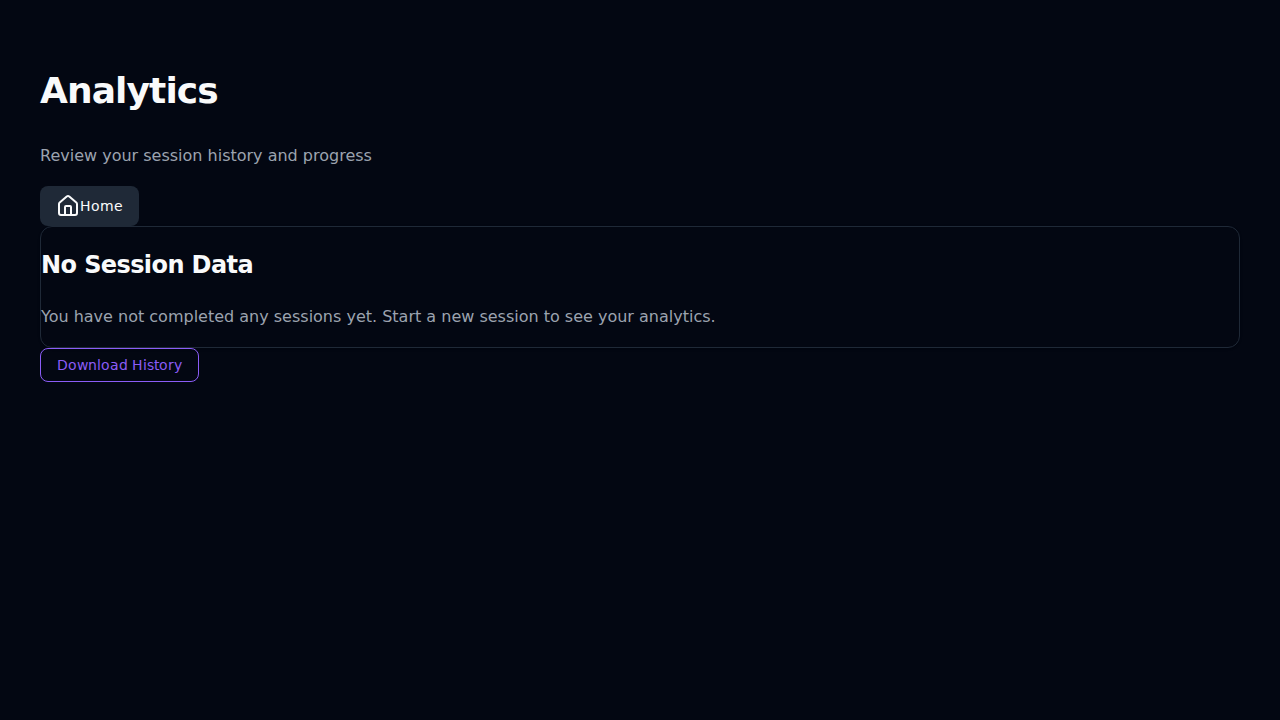 Analytics
Review your session history and progress
Home
No Session Data
You have not completed any sessions yet. Start a new session to see your analytics.
Download History